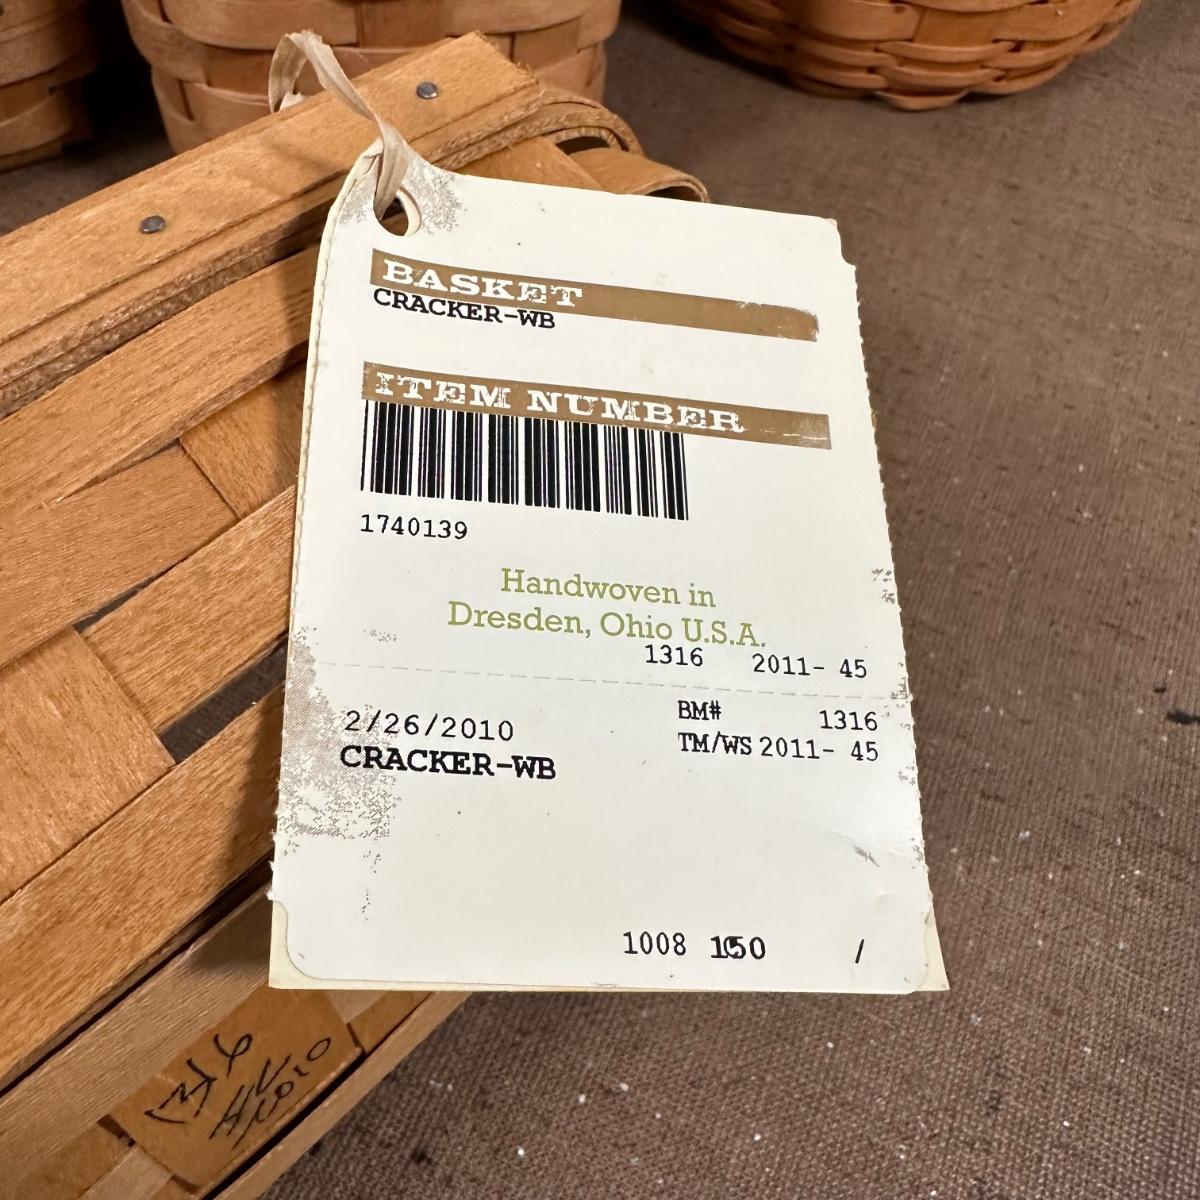 BASKET
CRACKER-WB
ITEM NUMBER
1740139
Handwoven in
Dresden, Ohio U.S.A.
1316 2011- 45
2/26/2010
CRACKER-WB
BM# 1316
TM/WS 2011- 45
1008 150 /
2010